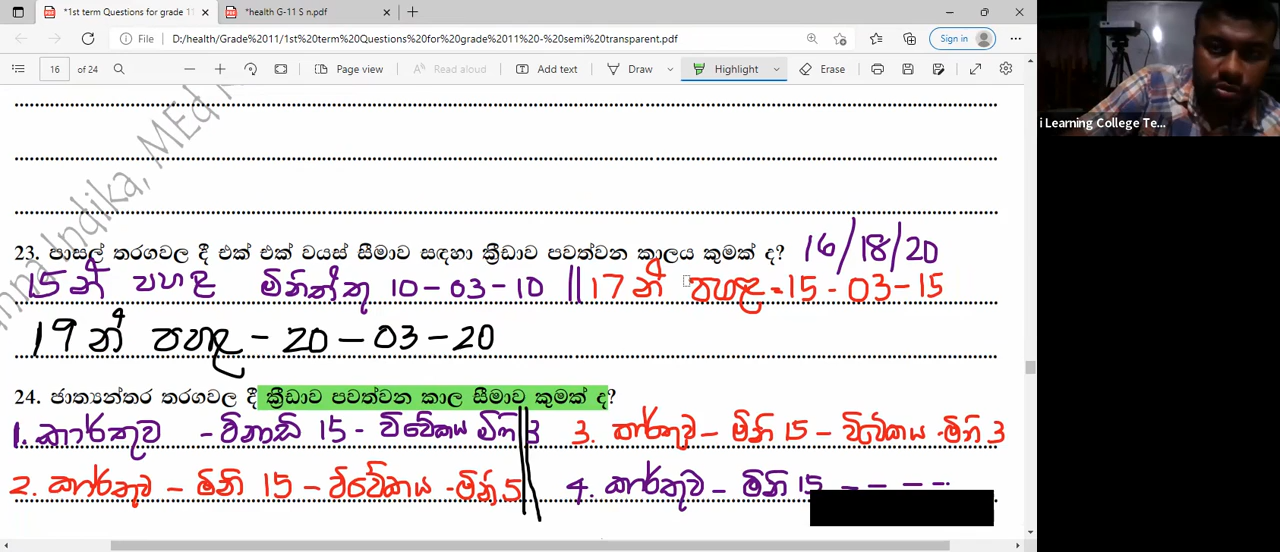 *1st term Questions for grade 11
*health G-11 S n.pdf
File D:/health/Grade%2011/1st%20term%20Questions%20for%20grade%2011%20-%20semi%20transparent.pdf Sign in
16 of 24 Page view Read aloud Add text Draw Highlight Erase
i Learning College Te...
Indika, MEd
23. පාසල් තරගවල දී එක් එක් වයස් සීමාව සඳහා ක්‍රීඩාව පවත්වන කාලය කුමක් ද? 16/18/20
15න් පහළ මිනිත්තු 10-03-10 || 17න් පහළ = 15-03-15
19න් පහළ - 20-03-20
24. ජාත්‍යන්තර තරගවල දී ක්‍රීඩාව පවත්වන කාල සීමාව කුමක් ද?
1. කාර්තුව - විනාඩි 15 - විවේකය මිනි 3
3. කාර්තුව - මිනි 15 - විවේකය - මිනි 3
2. කාර්තුව - මිනි 15 - විවේකය - මිනි 5
4. කාර්තුව - මිනි 15 - - - -